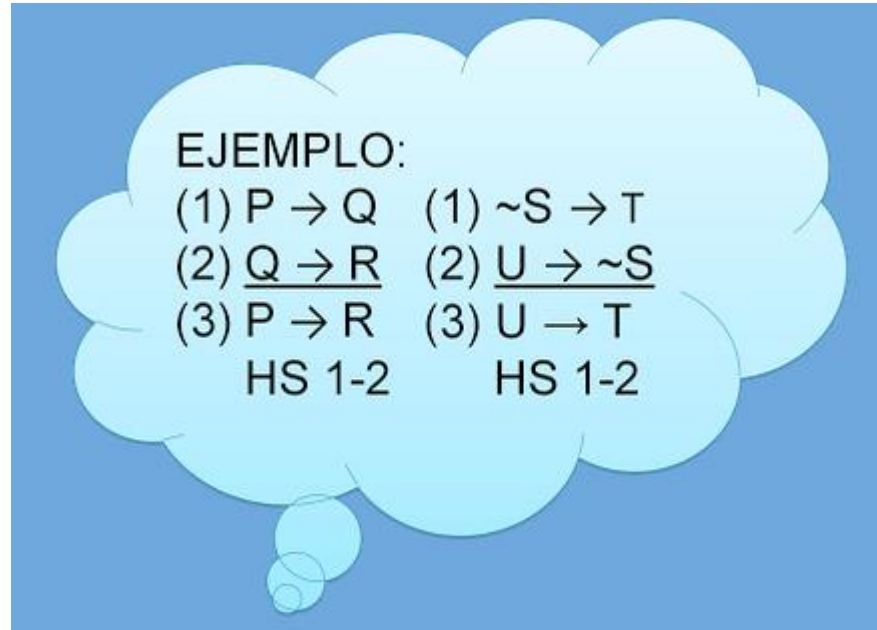 EJEMPLO:
(1) P → Q (1) ~S → T
(2) Q → R (2) U → ~S
(3) P → R (3) U → T
HS 1-2 HS 1-2